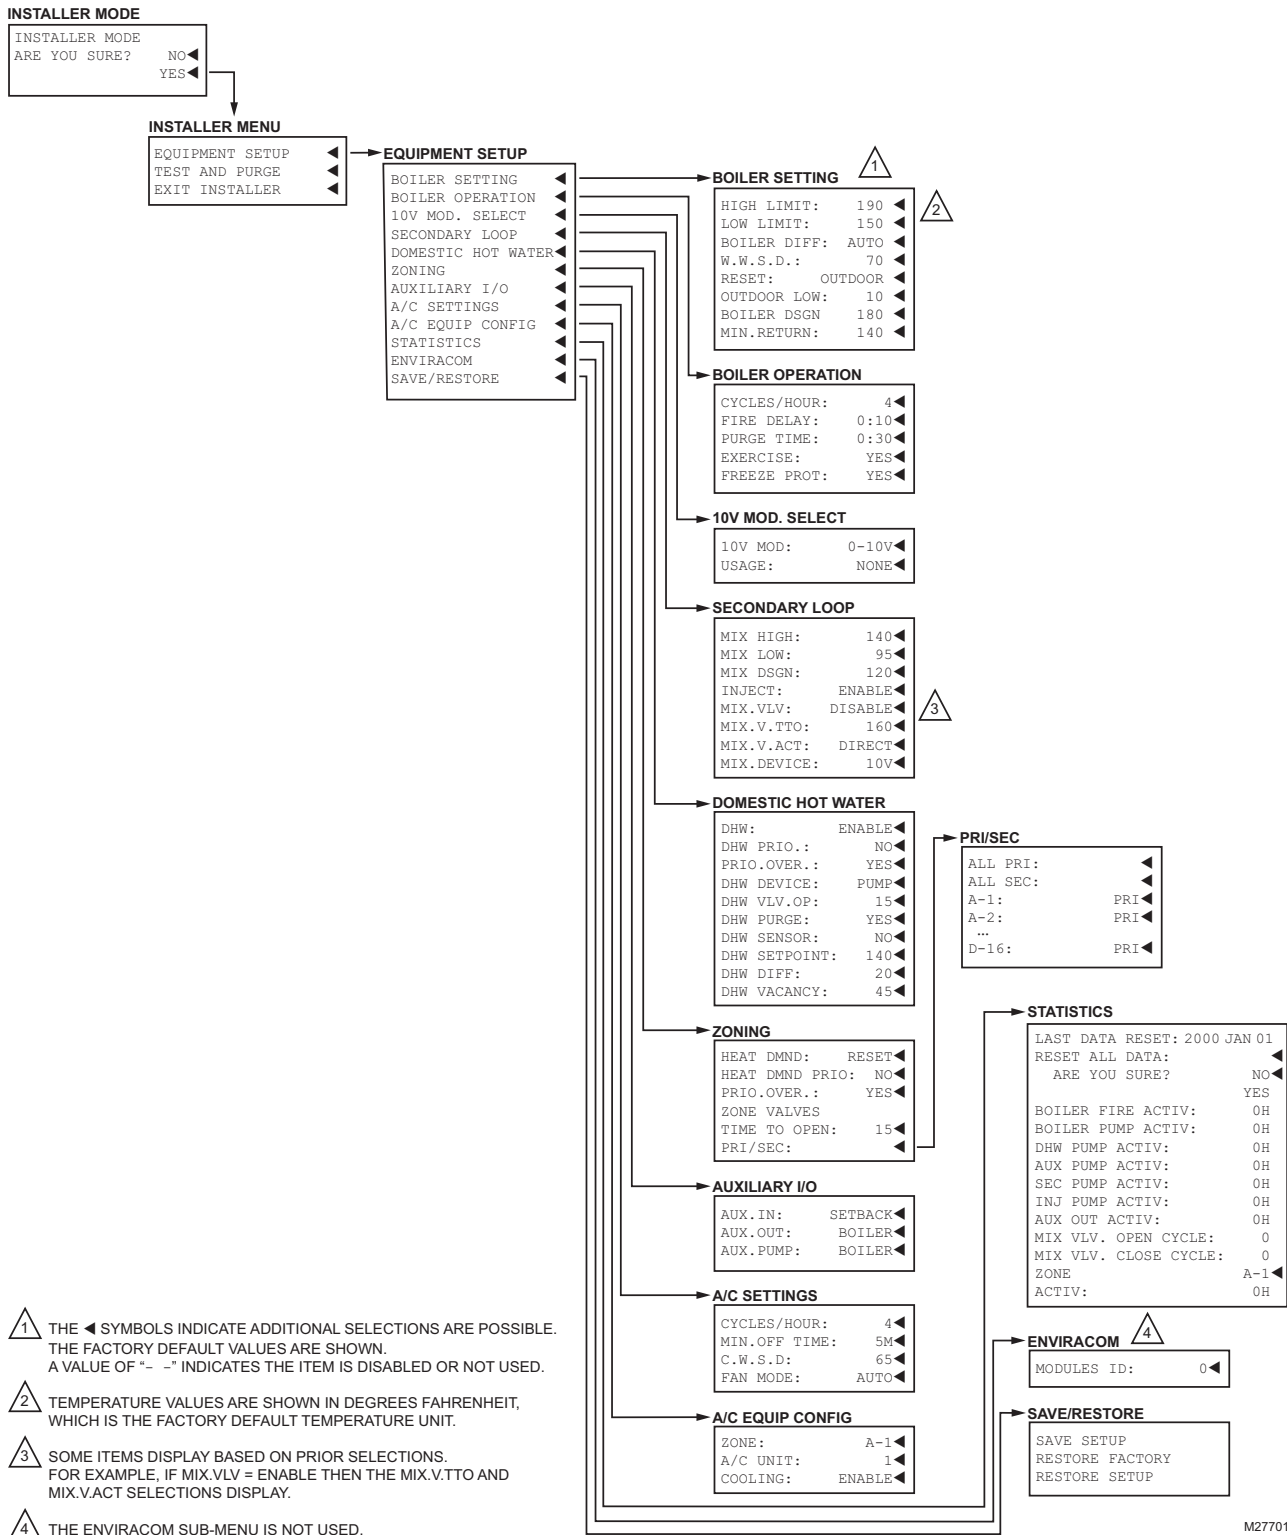 INSTALLER MODE
INSTALLER MODE
ARE YOU SURE? NO◀
YES◀
INSTALLER MENU
EQUIPMENT SETUP ◀
TEST AND PURGE ◀
EXIT INSTALLER ◀
EQUIPMENT SETUP
BOILER SETTING ◀
BOILER OPERATION ◀
10V MOD. SELECT ◀
SECONDARY LOOP ◀
DOMESTIC HOT WATER◀
ZONING ◀
AUXILIARY I/O ◀
A/C SETTINGS ◀
A/C EQUIP CONFIG ◀
STATISTICS ◀
ENVIRACOM ◀
SAVE/RESTORE ◀
BOILER SETTING 1
HIGH LIMIT: 190 ◀ 2
LOW LIMIT: 150 ◀
BOILER DIFF: AUTO ◀
W.W.S.D.: 70 ◀
RESET: OUTDOOR ◀
OUTDOOR LOW: 10 ◀
BOILER DSGN 180 ◀
MIN.RETURN: 140 ◀
BOILER OPERATION
CYCLES/HOUR: 4◀
FIRE DELAY: 0:10◀
PURGE TIME: 0:30◀
EXERCISE: YES◀
FREEZE PROT: YES◀
10V MOD. SELECT
10V MOD: 0-10V◀
USAGE: NONE◀
SECONDARY LOOP
MIX HIGH: 140◀
MIX LOW: 95◀
MIX DSGN: 120◀
INJECT: ENABLE◀
MIX.VLV: DISABLE◀ 3
MIX.V.TTO: 160◀
MIX.V.ACT: DIRECT◀
MIX.DEVICE: 10V◀
DOMESTIC HOT WATER
DHW: ENABLE◀
DHW PRIO.: NO◀
PRIO.OVER.: YES◀
DHW DEVICE: PUMP◀
DHW VLV.OP: 15◀
DHW PURGE: YES◀
DHW SENSOR: NO◀
DHW SETPOINT: 140◀
DHW DIFF: 20◀
DHW VACANCY: 45◀
PRI/SEC
ALL PRI: ◀
ALL SEC: ◀
A-1: PRI◀
A-2: PRI◀
...
D-16: PRI◀
ZONING
HEAT DMND: RESET◀
HEAT DMND PRIO: NO◀
PRIO.OVER.: YES◀
ZONE VALVES
TIME TO OPEN: 15◀
PRI/SEC: ◀
AUXILIARY I/O
AUX.IN: SETBACK◀
AUX.OUT: BOILER◀
AUX.PUMP: BOILER◀
A/C SETTINGS
CYCLES/HOUR: 4◀
MIN.OFF TIME: 5M◀
C.W.S.D: 65◀
FAN MODE: AUTO◀
A/C EQUIP CONFIG
ZONE: A-1◀
A/C UNIT: 1◀
COOLING: ENABLE◀
STATISTICS
LAST DATA RESET: 2000 JAN 01
RESET ALL DATA: ◀
ARE YOU SURE? NO◀
YES
BOILER FIRE ACTIV: 0H
BOILER PUMP ACTIV: 0H
DHW PUMP ACTIV: 0H
AUX PUMP ACTIV: 0H
SEC PUMP ACTIV: 0H
INJ PUMP ACTIV: 0H
AUX OUT ACTIV: 0H
MIX VLV. OPEN CYCLE: 0
MIX VLV. CLOSE CYCLE: 0
ZONE A-1◀
ACTIV: 0H
ENVIRACOM 4
MODULES ID: 0◀
SAVE/RESTORE
SAVE SETUP
RESTORE FACTORY
RESTORE SETUP
1 THE ◀ SYMBOLS INDICATE ADDITIONAL SELECTIONS ARE POSSIBLE.
THE FACTORY DEFAULT VALUES ARE SHOWN.
A VALUE OF “– –” INDICATES THE ITEM IS DISABLED OR NOT USED.
2 TEMPERATURE VALUES ARE SHOWN IN DEGREES FAHRENHEIT,
WHICH IS THE FACTORY DEFAULT TEMPERATURE UNIT.
3 SOME ITEMS DISPLAY BASED ON PRIOR SELECTIONS.
FOR EXAMPLE, IF MIX.VLV = ENABLE THEN THE MIX.V.TTO AND
MIX.V.ACT SELECTIONS DISPLAY.
4 THE ENVIRACOM SUB-MENU IS NOT USED.
M27701